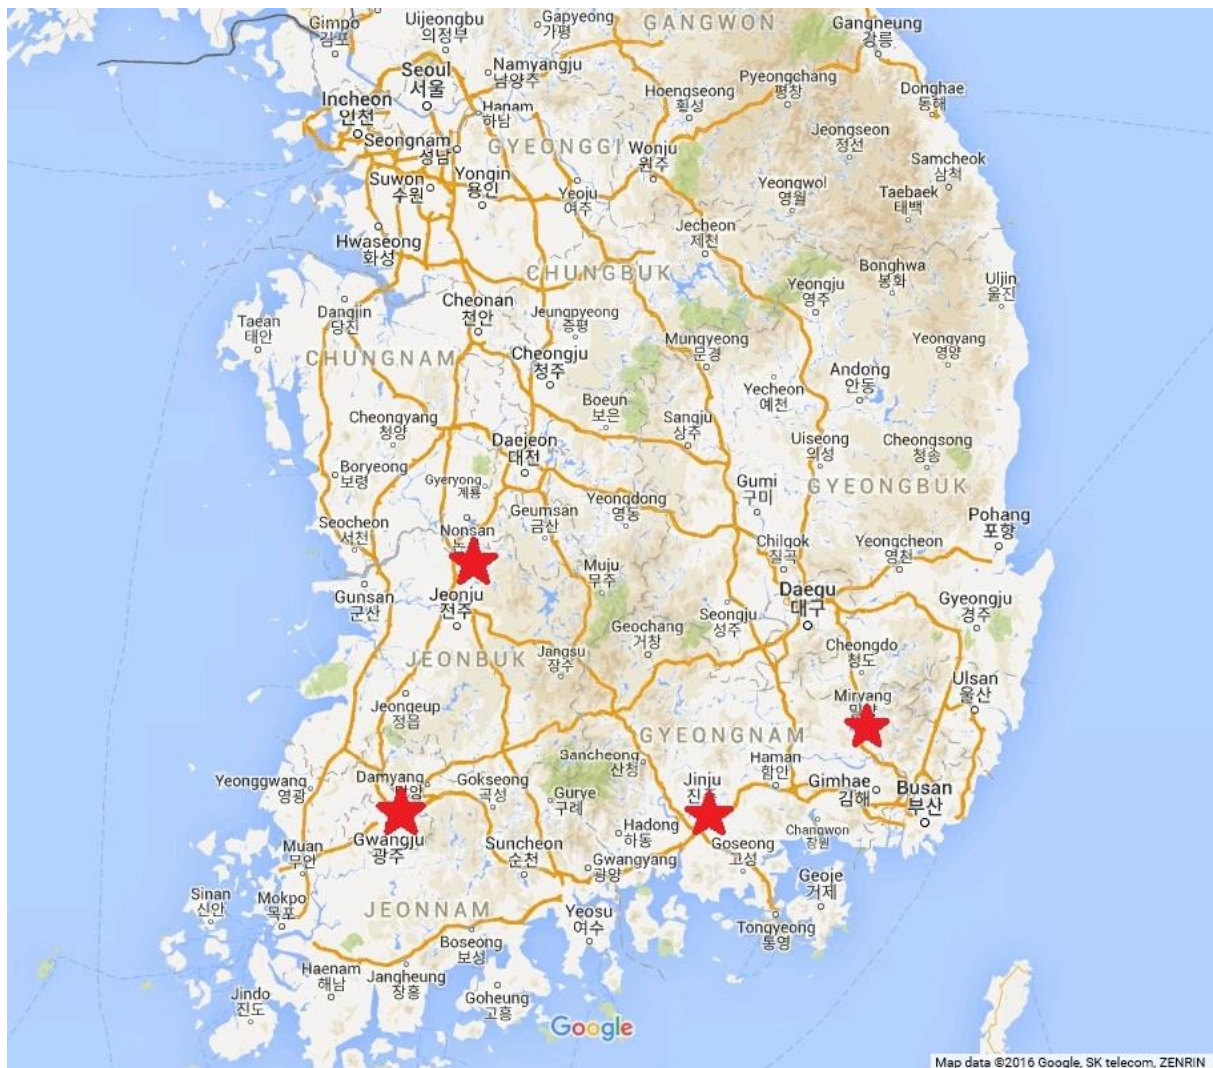 Gimpo
김포
Uijeongbu
의정부
Gapyeong
가평
GANGWON
Gangneung
강릉
Seoul
서울
Namyangju
남양주
Pyeongchang
평창
Hoengseong
횡성
Donghae
동해
Incheon
인천
Hanam
하남
Jeongseon
정선
Seongnam
성남
GYEONGGI
Wonju
원주
Samcheok
삼척
Suwon
수원
Yongin
용인
Yeoju
여주
Yeongwol
영월
Taebaek
태백
Hwaseong
화성
Jecheon
제천
CHUNGBUK
Bonghwa
봉화
Uljin
울진
Yeongju
영주
Dangjin
당진
Cheonan
천안
Jeungpyeong
증평
Taean
태안
Mungyeong
문경
Yeongyang
영양
CHUNGNAM
Cheongju
청주
Andong
안동
Yecheon
예천
Boeun
보은
Cheongyang
청양
Sangju
상주
Daejeon
대전
Uiseong
의성
Cheongsong
청송
Boryeong
보령
Gyeryong
계룡
Gumi
구미
GYEONGBUK
Yeongdong
영동
Geumsan
금산
Seocheon
서천
Nonsan
Pohang
포항
Chilgok
칠곡
Yeongcheon
영천
Muju
무주
Gunsan
군산
Jeonju
전주
Daegu
대구
Gyeongju
경주
Seongju
성주
Geochang
거창
Cheongdo
청도
JEONBUK
Jangsu
장수
Ulsan
울산
Miryang
Jeongeup
정읍
GYEONGNAM
Sancheong
산청
Haman
함안
Yeonggwang
영광
Damyang
Gokseong
곡성
Jinju
Gimhae
김해
Busan
부산
Gurye
구례
Hadong
하동
Changwon
창원
Gwangju
광주
Suncheon
순천
Goseong
고성
Muan
무안
Gwangyang
광양
Geoje
거제
Sinan
신안
Mokpo
목포
JEONNAM
Yeosu
여수
Tongyeong
통영
Boseong
보성
Haenam
해남
Jangheung
장흥
Jindo
진도
Goheung
고흥
Google
Map data ©2016 Google, SK telecom, ZENRIN